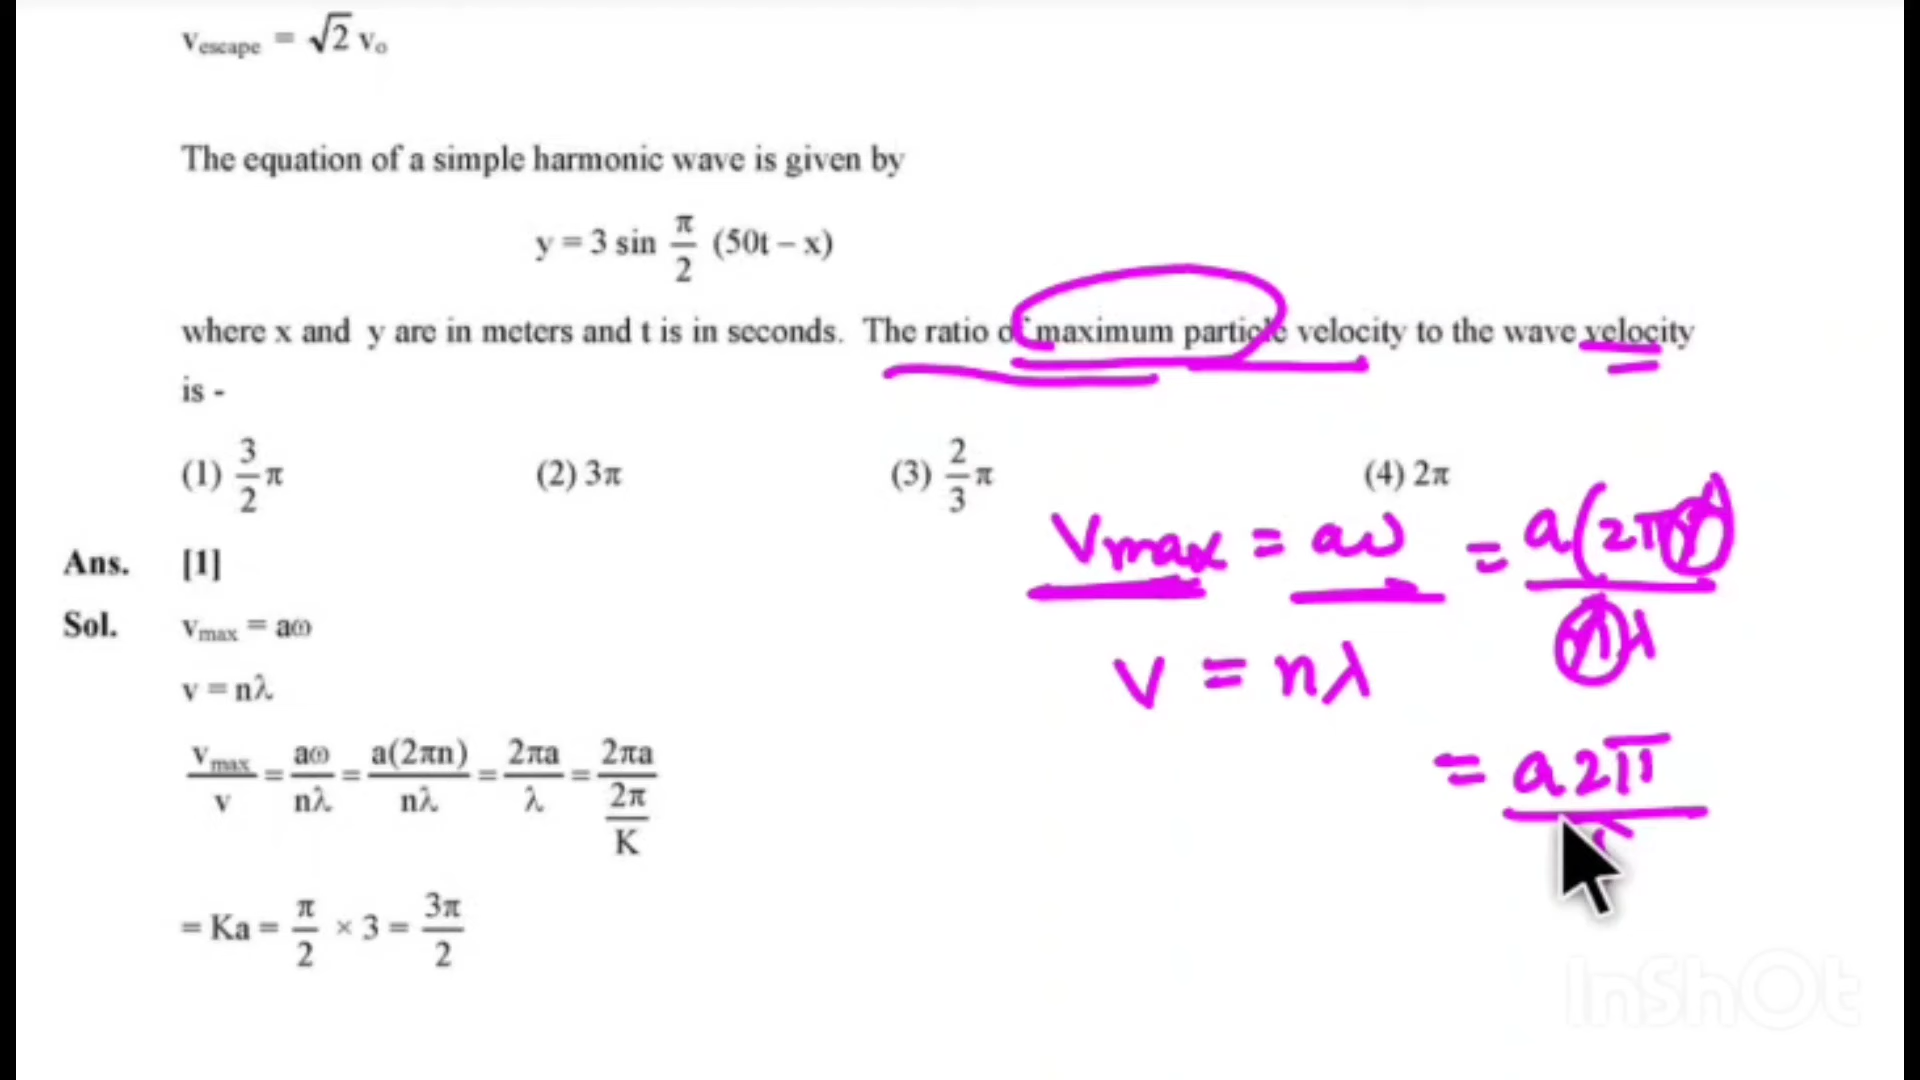 v_escape = √2 v_o
The equation of a simple harmonic wave is given by
y = 3 sin π/2 (50t – x)
where x and y are in meters and t is in seconds. The ratio of maximum particle velocity to the wave velocity
is -
(1) 3/2 π (2) 3π (3) 2/3 π (4) 2π
Vmax = aω = a(2πn)/nλ
Ans. [1]
Sol. v_max = aω
V = nλ
v = nλ
v_max/v = aω/nλ = a(2πn)/nλ = 2πa/λ = 2πa/(2π/K)
= a2π
= Ka = π/2 × 3 = 3π/2
InShOt